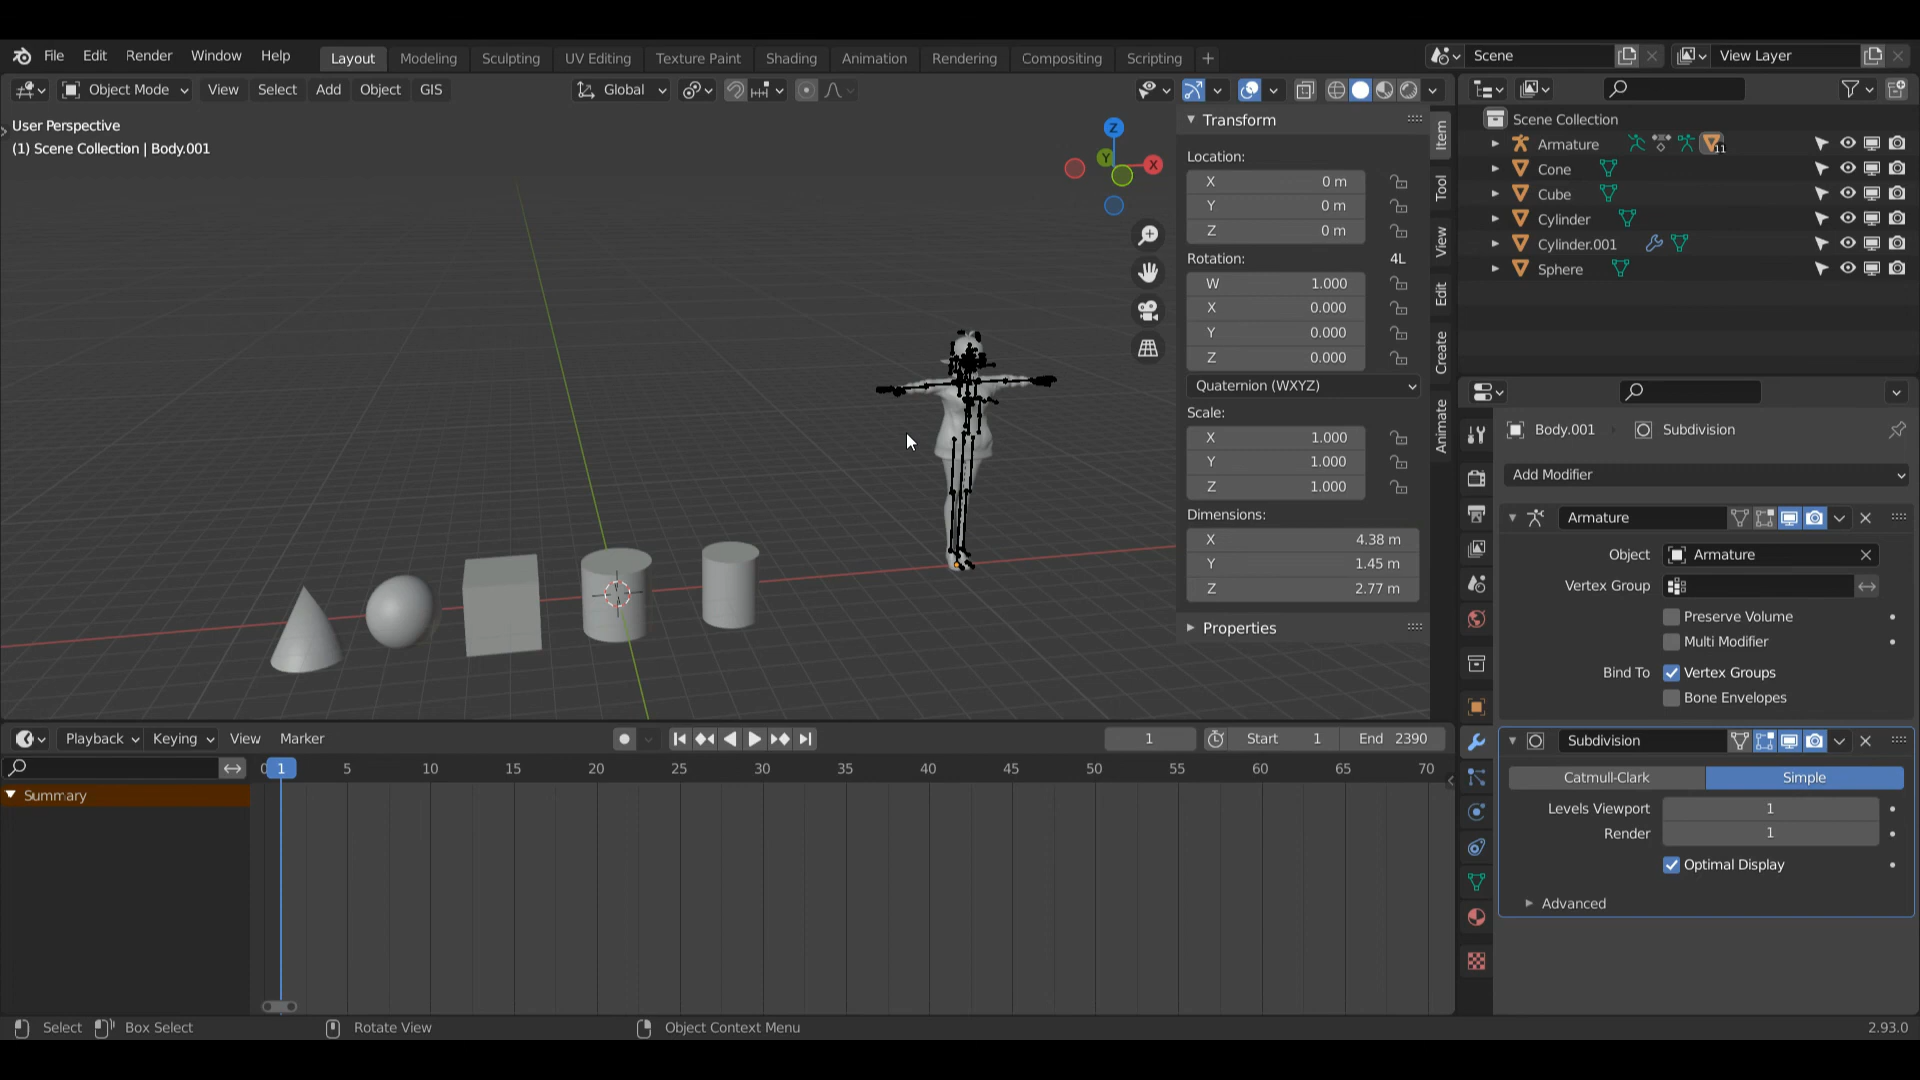 File Edit Render Window Help Layout Modeling Sculpting UV Editing Texture Paint Shading Animation Rendering Compositing Scripting + Scene View Layer
Object Mode View Select Add Object GIS Global
User Perspective
(1) Scene Collection | Body.001
Z
Y
X
Transform
Location:
X 0 m
Y 0 m
Z 0 m
Rotation: 4L
W 1.000
X 0.000
Y 0.000
Z 0.000
Quaternion (WXYZ)
Scale:
X 1.000
Y 1.000
Z 1.000
Dimensions:
X 4.38 m
Y 1.45 m
Z 2.77 m
Properties
Item
Tool
View
Edit
Create
Animate
Scene Collection
Armature 11
Cone
Cube
Cylinder
Cylinder.001
Sphere
Body.001 Subdivision
Add Modifier
Armature
Object Armature
Vertex Group
Preserve Volume
Multi Modifier
Bind To Vertex Groups
Bone Envelopes
Subdivision
Catmull-Clark Simple
Levels Viewport 1
Render 1
Optimal Display
Advanced
Playback Keying View Marker 1 Start 1 End 2390
0 1 5 10 15 20 25 30 35 40 45 50 55 60 65 70
Summary
Select Box Select Rotate View Object Context Menu 2.93.0